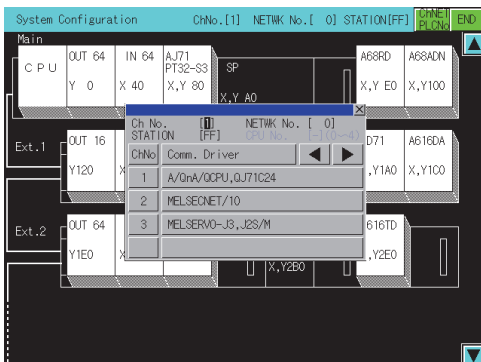 System Configuration ChNo.[1] NETWK No.[ 0] STATION[FF] ChNET PLCNo END
Main
CPU
OUT 64
Y 0
IN 64
X 40
AJ71
PT32-S3
X,Y 80
SP
X,Y A0
A68RD
X,Y E0
A68ADN
X,Y100
Ch No. [1] NETWK No. [ 0]
STATION [FF] CPU No. [-](0~4)
ChNo Comm. Driver
1 A/QnA/QCPU,QJ71C24
2 MELSECNET/10
3 MELSERVO-J3,J2S/M
Ext.1
OUT 16
Y120
X
D71
,Y1A0
A616DA
X,Y1C0
Ext.2
OUT 64
Y1E0
X
X,Y2B0
616TD
,Y2E0